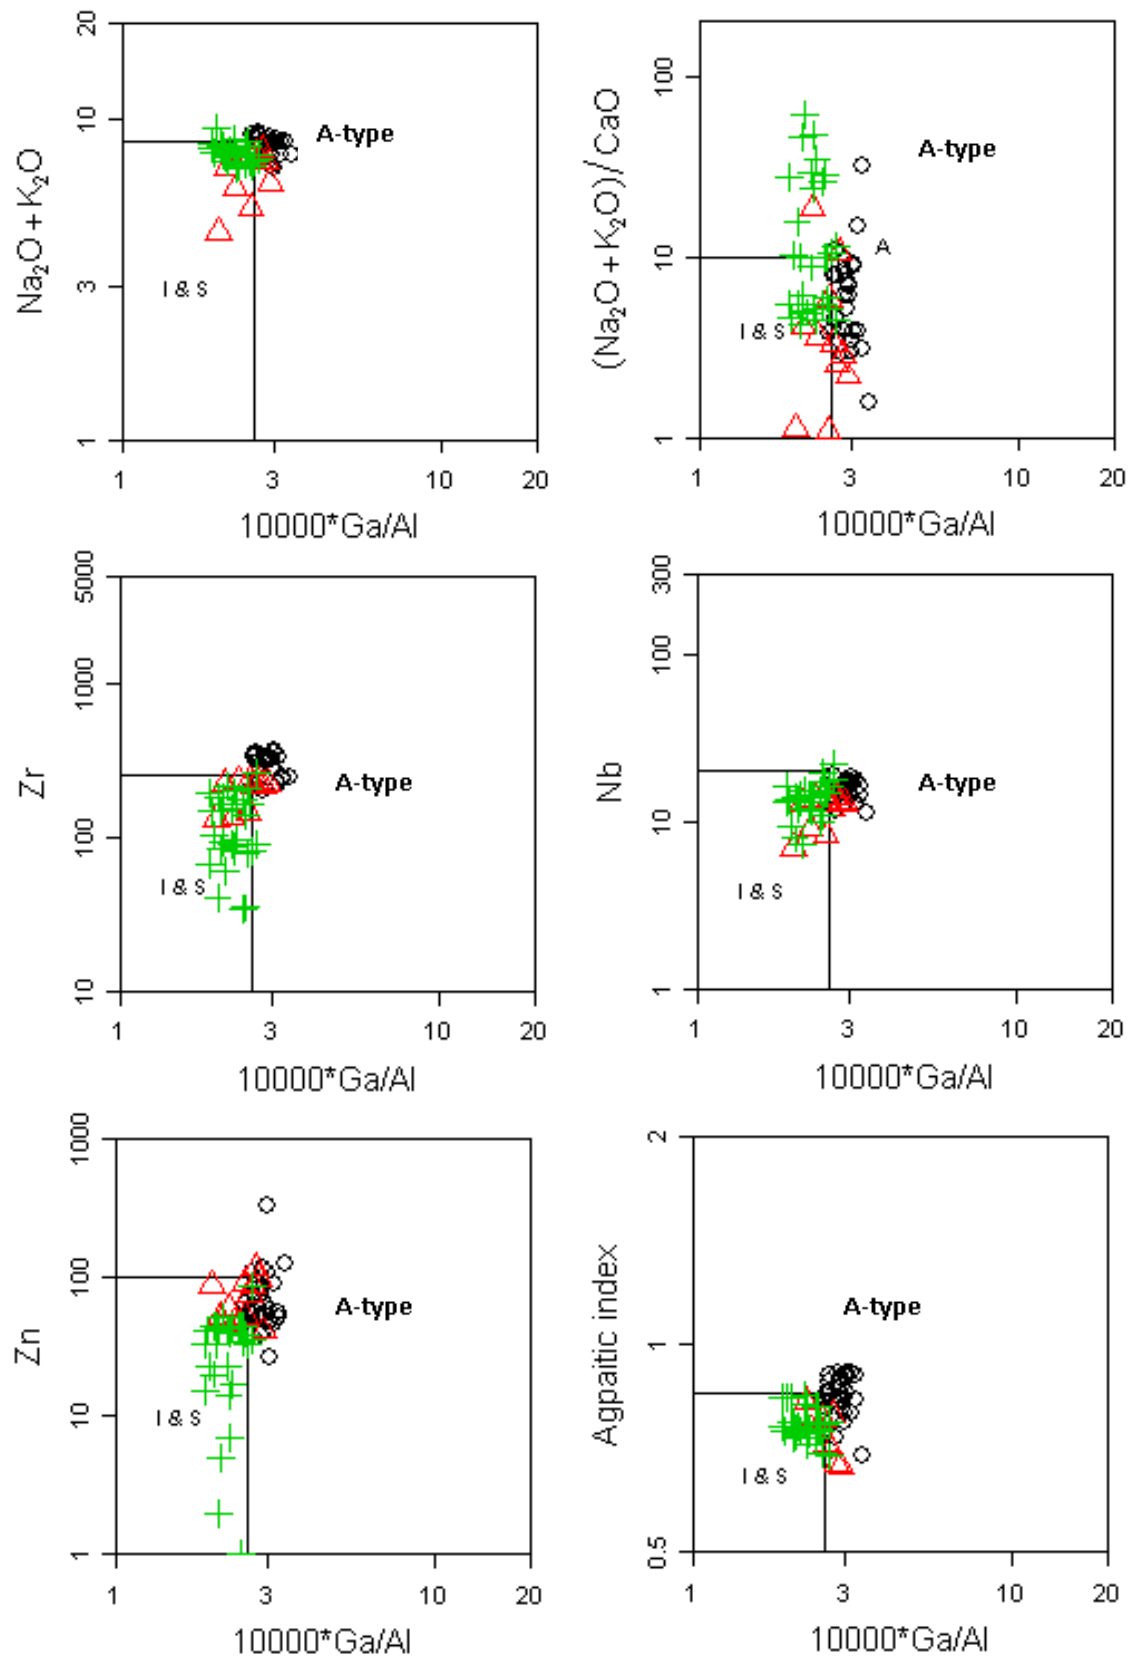 20
10
3
1
Na₂O + K₂O
A-type
I & S
1 3 10 20
10000*Ga/Al
100
10
1
(Na₂O + K₂O)/CaO
A-type
A
I & S
1 3 10 20
10000*Ga/Al
5000
1000
100
10
Zr
A-type
I & S
1 3 10 20
10000*Ga/Al
300
100
10
1
Nb
A-type
I & S
1 3 10 20
10000*Ga/Al
1000
100
10
1
Zn
A-type
I & S
1 3 10 20
10000*Ga/Al
2
1
0.5
Agpaitic index
A-type
I & S
1 3 10 20
10000*Ga/Al